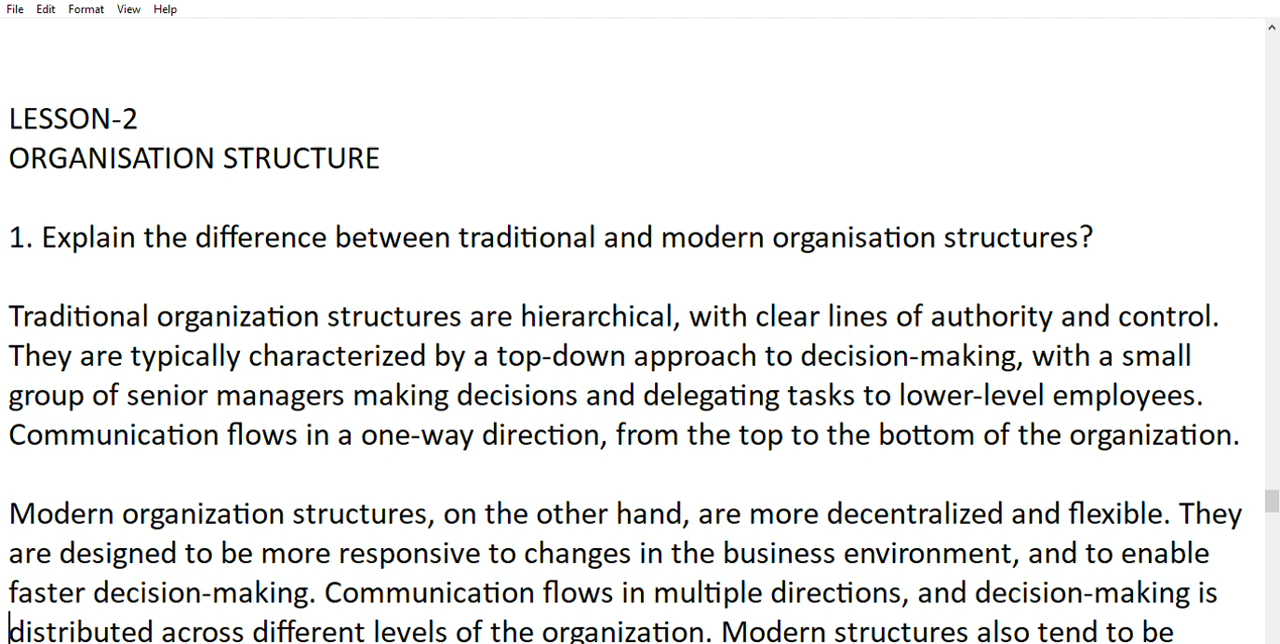 File Edit Format View Help
LESSON-2
ORGANISATION STRUCTURE
1. Explain the difference between traditional and modern organisation structures?
Traditional organization structures are hierarchical, with clear lines of authority and control.
They are typically characterized by a top-down approach to decision-making, with a small
group of senior managers making decisions and delegating tasks to lower-level employees.
Communication flows in a one-way direction, from the top to the bottom of the organization.
Modern organization structures, on the other hand, are more decentralized and flexible. They
are designed to be more responsive to changes in the business environment, and to enable
faster decision-making. Communication flows in multiple directions, and decision-making is
distributed across different levels of the organization. Modern structures also tend to be